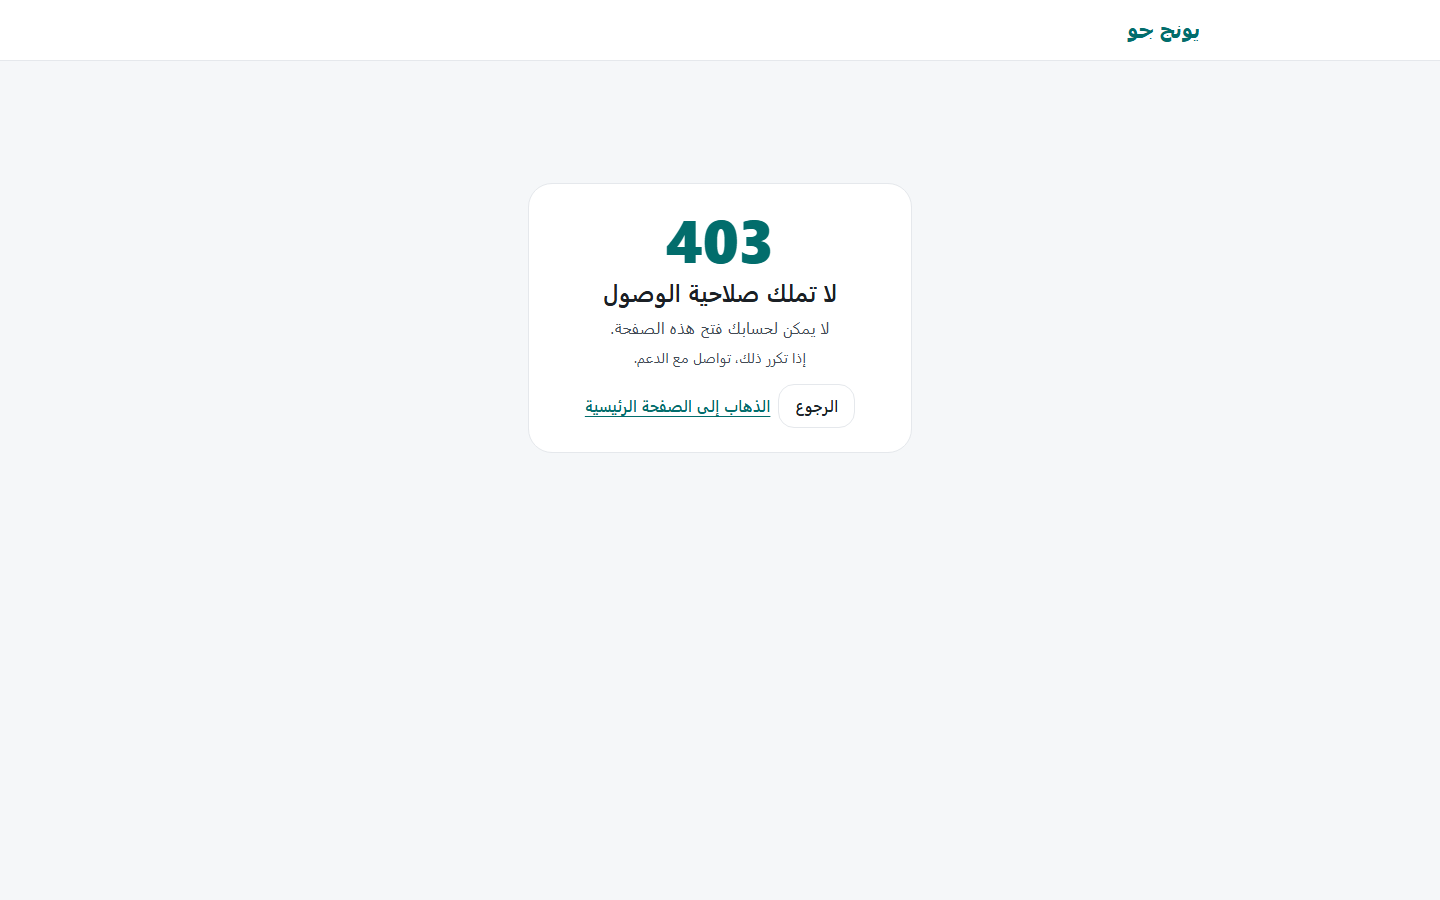 يونج جو
403
لا تملك صلاحية الوصول
لا يمكن لحسابك فتح هذه الصفحة.
إذا تكرر ذلك، تواصل مع الدعم.
الرجوع الذهاب إلى الصفحة الرئيسية